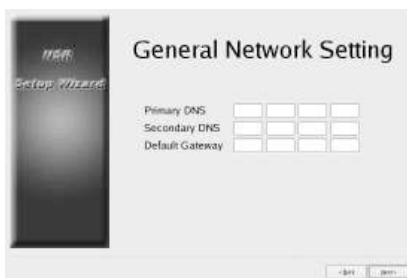 General Network Setting
Setup Wizard
Primary DNS
Secondary DNS
Default Gateway